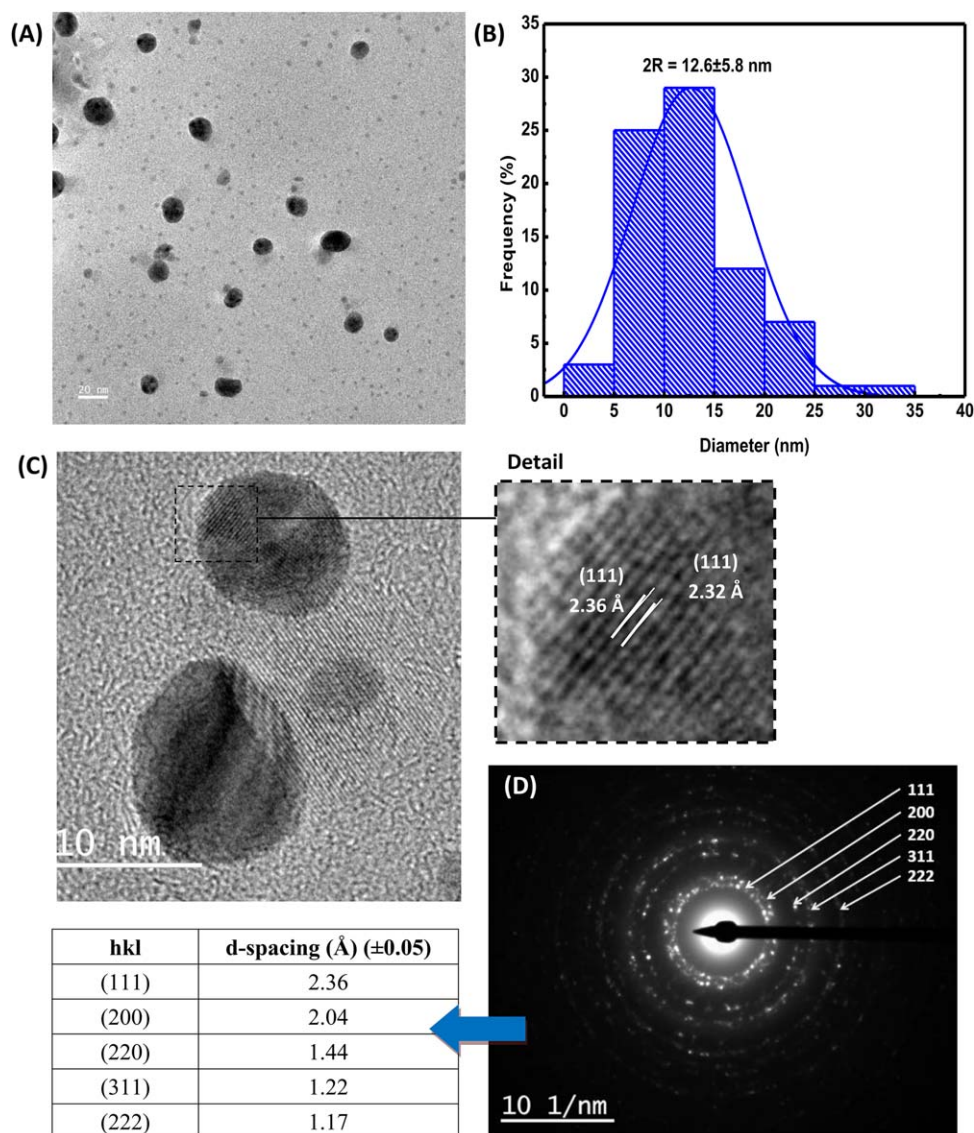 (A)
20 nm
(B)
2R = 12.6±5.8 nm
Frequency (%)
35
30
25
20
15
10
5
0
0 5 10 15 20 25 30 35 40
Diameter (nm)
(C)
10 nm
Detail
(111)
2.36 Å
(111)
2.32 Å
(D)
111
200
220
311
222
10 1/nm
hkl d-spacing (Å) (±0.05)
(111) 2.36
(200) 2.04
(220) 1.44
(311) 1.22
(222) 1.17